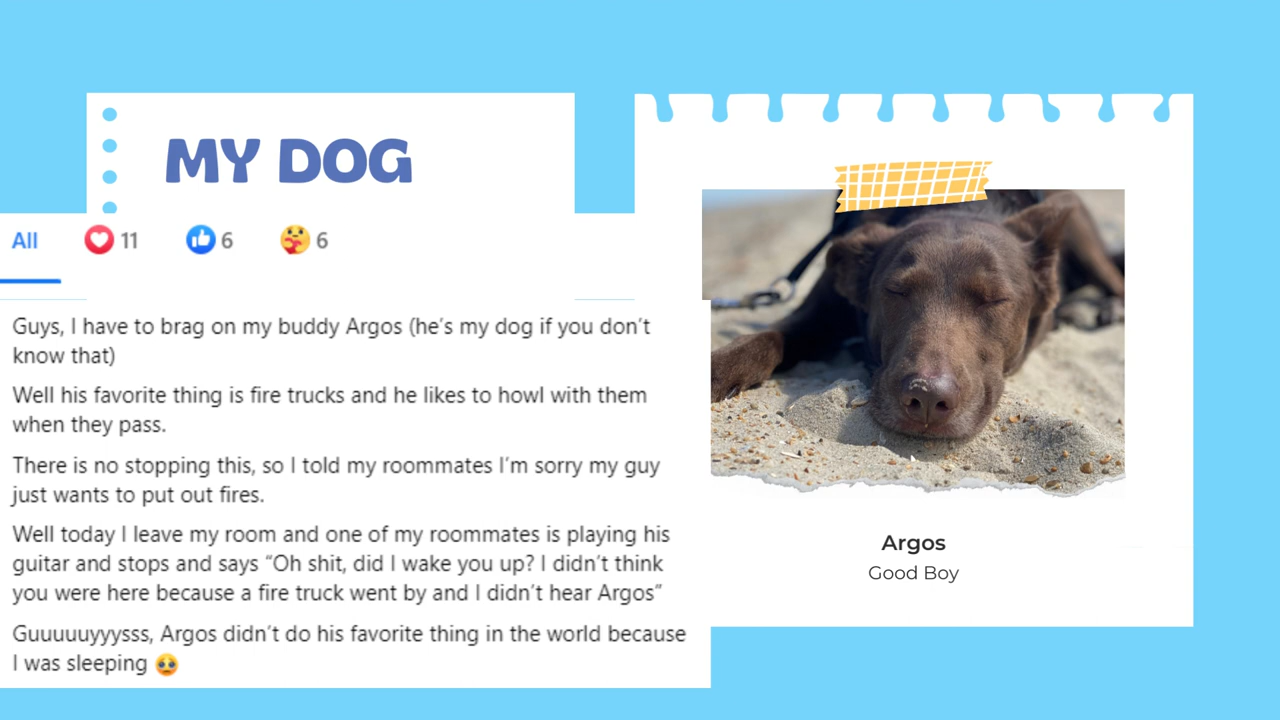 MY DOG
All 11 6 6
Guys, I have to brag on my buddy Argos (he's my dog if you don't
know that)
Well his favorite thing is fire trucks and he likes to howl with them
when they pass.
There is no stopping this, so I told my roommates I'm sorry my guy
just wants to put out fires.
Well today I leave my room and one of my roommates is playing his
guitar and stops and says “Oh shit, did I wake you up? I didn't think
you were here because a fire truck went by and I didn't hear Argos”
Guuuuuyyysss, Argos didn't do his favorite thing in the world because
I was sleeping 🥹
Argos
Good Boy